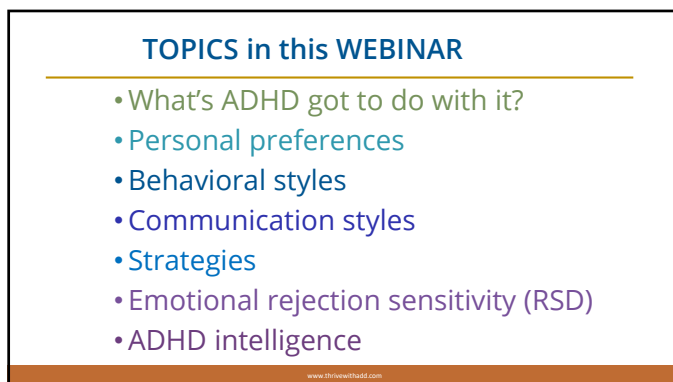 TOPICS in this WEBINAR
• What's ADHD got to do with it?
• Personal preferences
• Behavioral styles
• Communication styles
• Strategies
• Emotional rejection sensitivity (RSD)
• ADHD intelligence
www.thrivewithadd.com